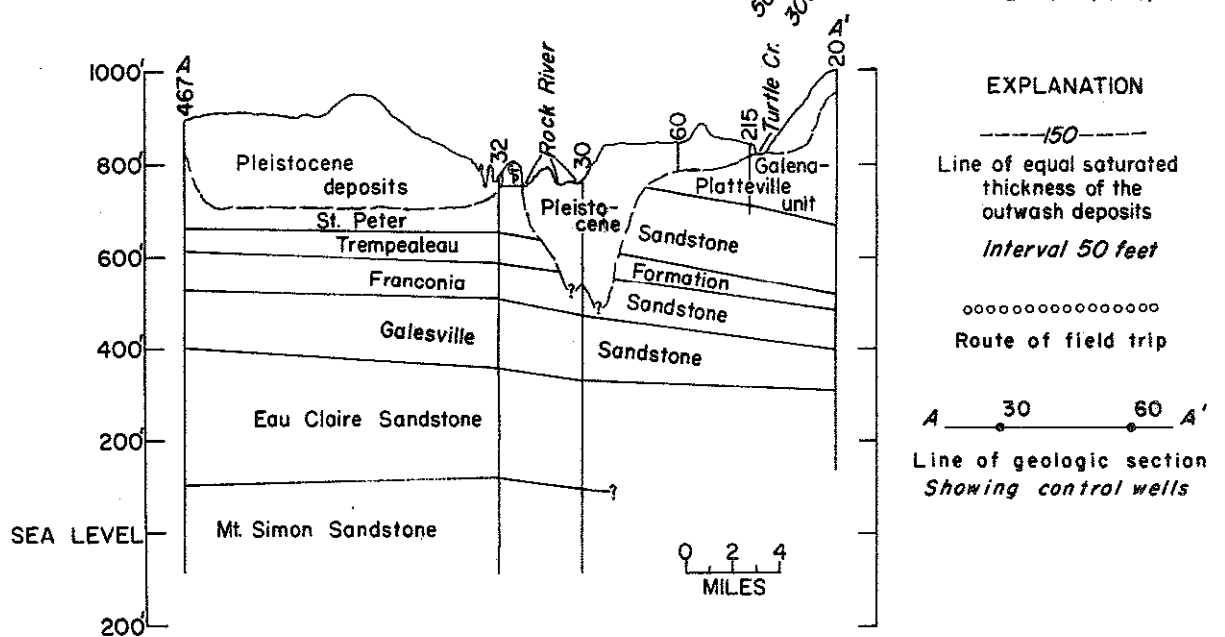 50
30
A
467
1000'
800'
600'
400'
200'
SEA LEVEL
200'
32
Rock River
30
60
215
Turtle Cr.
20
A'
Pleistocene
deposits
Pleisto-
cene
Galena-
Platteville
unit
St. Peter
Sandstone
Trempealeau
Formation
Franconia
Sandstone
Galesville
Sandstone
Eau Claire Sandstone
Mt. Simon Sandstone
?
?
?
0 2 4
MILES
EXPLANATION
150
Line of equal saturated
thickness of the
outwash deposits
Interval 50 feet
Route of field trip
A 30 60 A'
Line of geologic section
Showing control wells